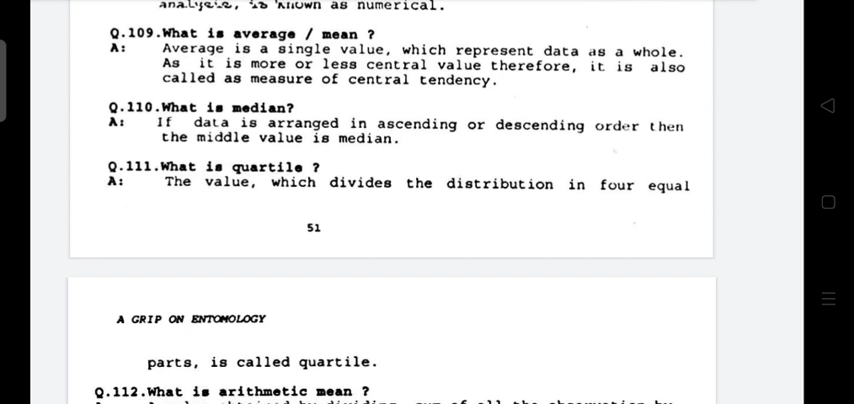 is known as numerical.
Q.109.What is average / mean ?
A: Average is a single value, which represent data as a whole.
As it is more or less central value therefore, it is also
called as measure of central tendency.
Q.110.What is median?
A: If data is arranged in ascending or descending order then
the middle value is median.
Q.111.What is quartile ?
A: The value, which divides the distribution in four equal
51
A GRIP ON ENTOMOLOGY
parts, is called quartile.
Q.112.What is arithmetic mean ?